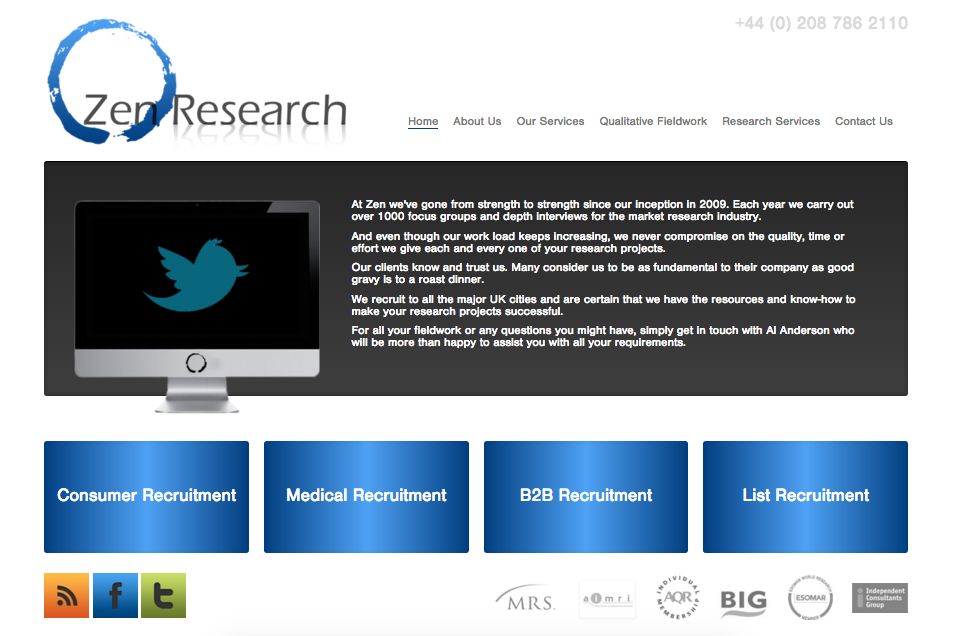 +44 (0) 208 786 2110
Zen Research
Home About Us Our Services Qualitative Fieldwork Research Services Contact Us
At Zen we've gone from strength to strength since our inception in 2009. Each year we carry out
over 1000 focus groups and depth interviews for the market research industry.
And even though our work load keeps increasing, we never compromise on the quality, time or
effort we give each and every one of your research projects.
Our clients know and trust us. Many consider us to be as fundamental to their company as good
gravy is to a roast dinner.
We recruit to all the major UK cities and are certain that we have the resources and know-how to
make your research projects successful.
For all your fieldwork or any questions you might have, simply get in touch with Al Anderson who
will be more than happy to assist you with all your requirements.
Consumer Recruitment
Medical Recruitment
B2B Recruitment
List Recruitment
f
t
MRS.
aimri
INDIVIDUAL
AQR
MEMBERSHIP
BIG
ESOMAR WORLD RESEARCH
ESOMAR
MEMBER
Independent
Consultants
Group